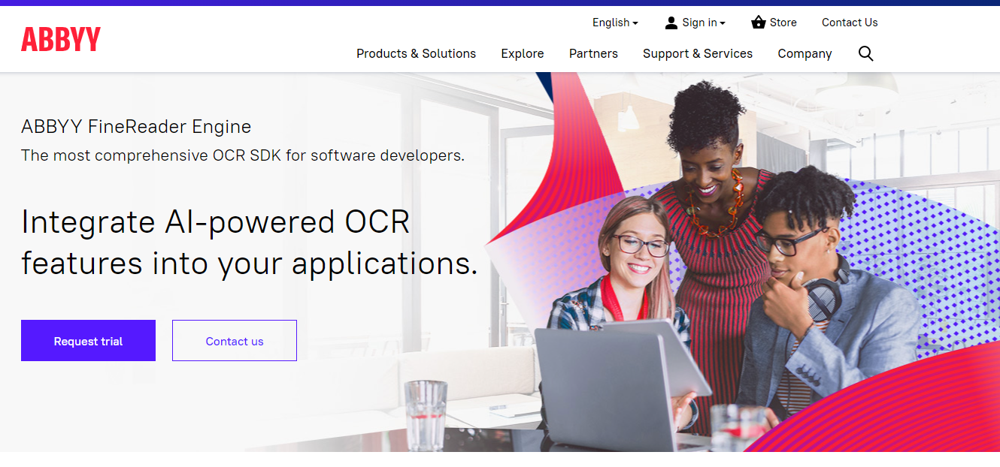 English
Sign in
Store
Contact Us
ABBYY
Products & Solutions
Explore
Partners
Support & Services
Company
ABBYY FineReader Engine
The most comprehensive OCR SDK for software developers.
Integrate AI-powered OCR
features into your applications.
Request trial
Contact us